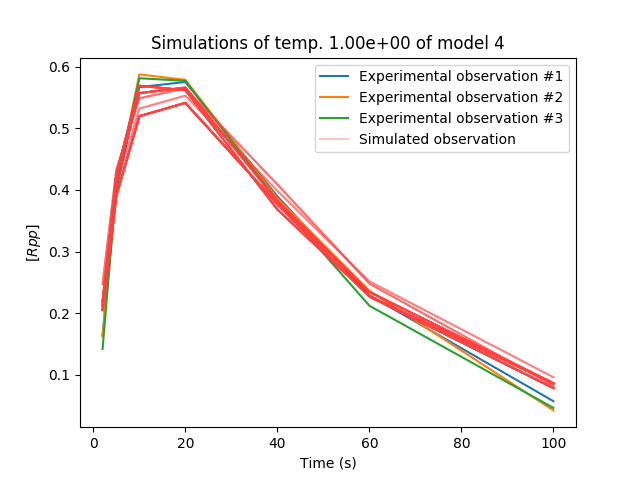 Simulations of temp. 1.00e+00 of model 4
Experimental observation #1
Experimental observation #2
Experimental observation #3
Simulated observation
[Rpp]
0.6
0.5
0.4
0.3
0.2
0.1
0 20 40 60 80 100
Time (s)